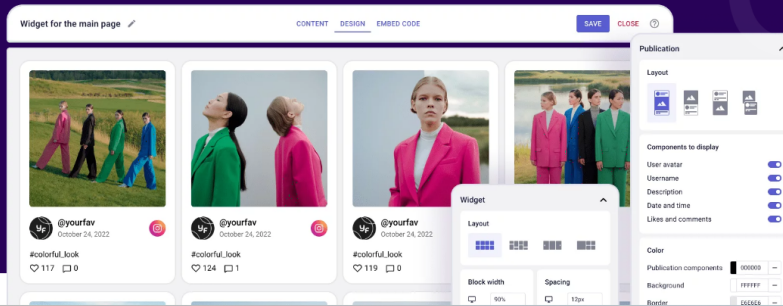 Widget for the main page
CONTENT DESIGN EMBED CODE
SAVE CLOSE ?
@yourfav
October 24, 2022
#colorful_look
117 0
@yourfav
October 24, 2022
#colorful_look
124 1
@yourfav
October 24, 2022
#colorful_look
119 0
Widget
Layout
Block width
90%
Spacing
12px
Publication
Layout
Components to display
User avatar
Username
Description
Date and time
Likes and comments
Color
Publication components 000000
Background FFFFFF
Border E6E6E6